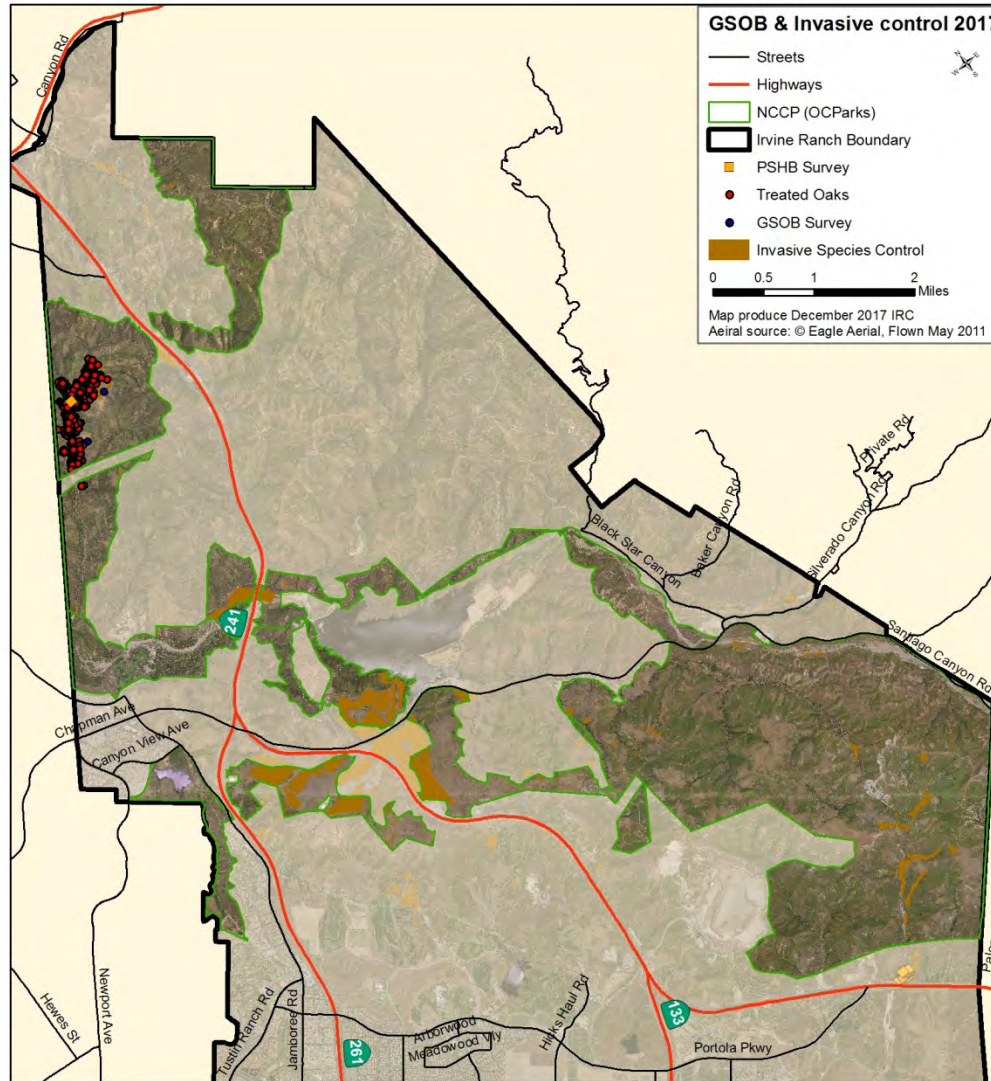 GSOB & Invasive control 2017
Streets
Highways
NCCP (OCParks)
Irvine Ranch Boundary
PSHB Survey
Treated Oaks
GSOB Survey
Invasive Species Control
0 0.5 1 2
Miles
Map produce December 2017 IRC
Aeiral source: © Eagle Aerial, Flown May 2011
N
E
S
W
Canyon Rd
Black Star Canyon
Baker Canyon Rd
Private Rd
Silverado Canyon Rd
Santiago Canyon Rd
241
Chapman Ave
Canyon View Ave
Newport Ave
Hewes St
Tustin Ranch Rd
Jamboree Rd
261
Arborwood
Meadowood Vly
Hicks Haul Rd
133
Portola Pkwy